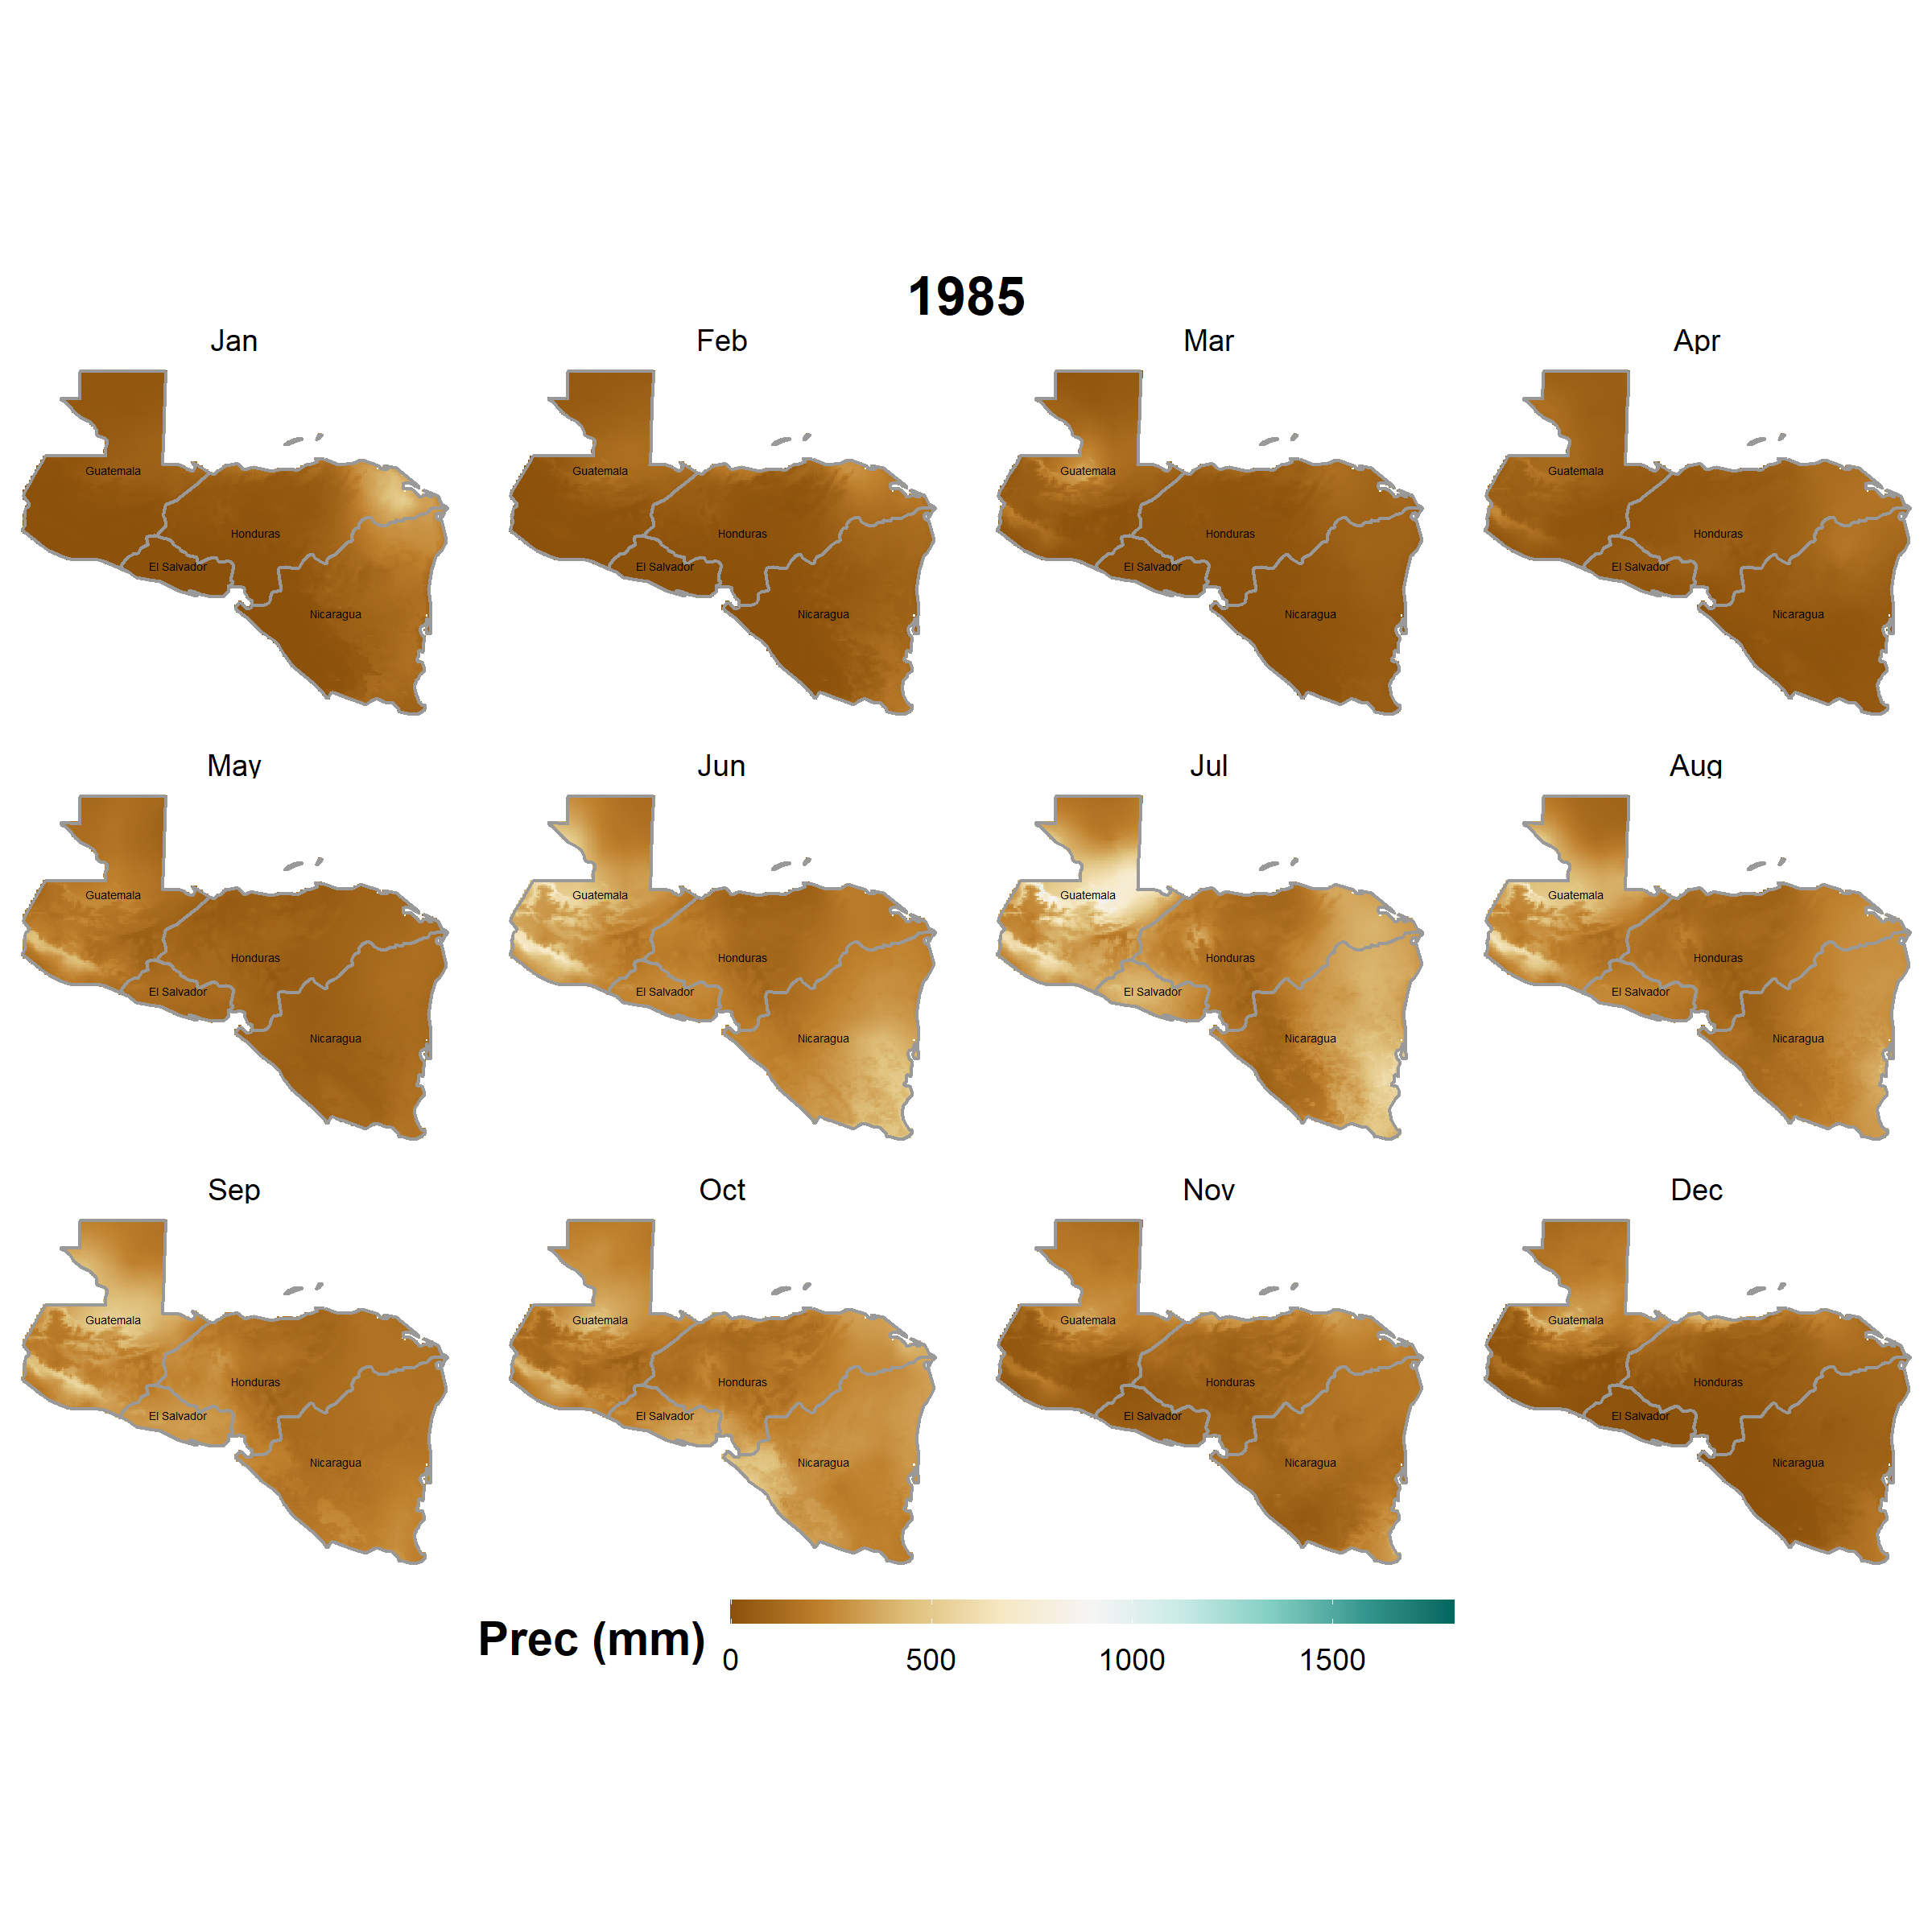 1985
Jan Feb Mar Apr
Guatemala Guatemala Guatemala Guatemala
Honduras Honduras Honduras Honduras
El Salvador El Salvador El Salvador El Salvador
Nicaragua Nicaragua Nicaragua Nicaragua
May Jun Jul Aug
Guatemala Guatemala Guatemala Guatemala
Honduras Honduras Honduras Honduras
El Salvador El Salvador El Salvador El Salvador
Nicaragua Nicaragua Nicaragua Nicaragua
Sep Oct Nov Dec
Guatemala Guatemala Guatemala Guatemala
Honduras Honduras Honduras Honduras
El Salvador El Salvador El Salvador El Salvador
Nicaragua Nicaragua Nicaragua Nicaragua
Prec (mm)
0 500 1000 1500